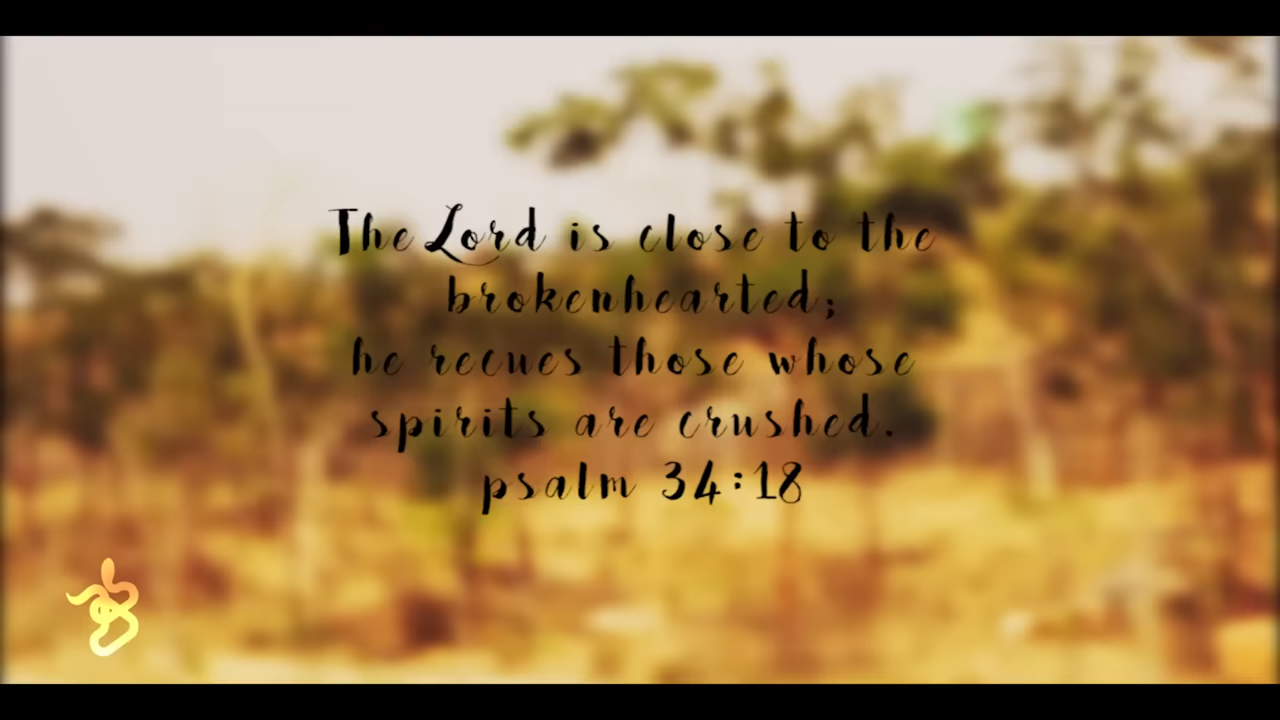 The Lord is close to the
brokenhearted;
he recues those whose
spirits are crushed.
psalm 34:18